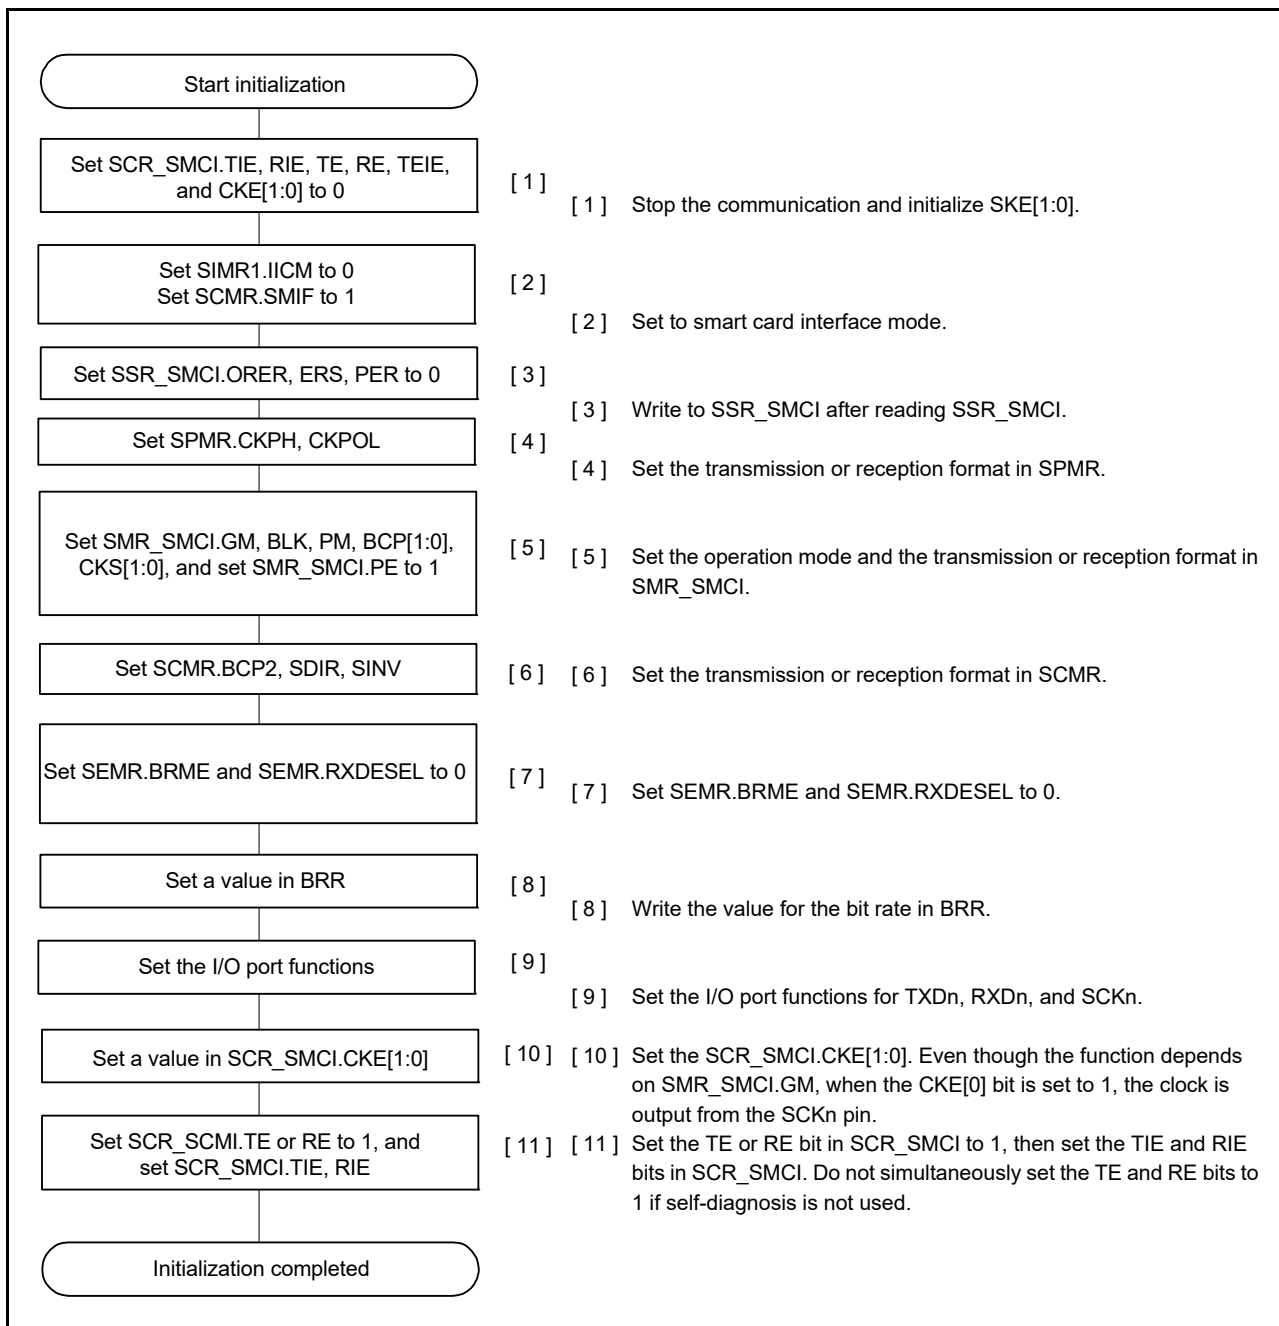 Start initialization
Set SCR_SMCI.TIE, RIE, TE, RE, TEIE,
and CKE[1:0] to 0
[ 1 ]
[ 1 ] Stop the communication and initialize SKE[1:0].
Set SIMR1.IICM to 0
Set SCMR.SMIF to 1
[ 2 ]
[ 2 ] Set to smart card interface mode.
Set SSR_SMCI.ORER, ERS, PER to 0
[ 3 ]
[ 3 ] Write to SSR_SMCI after reading SSR_SMCI.
Set SPMR.CKPH, CKPOL
[ 4 ]
[ 4 ] Set the transmission or reception format in SPMR.
Set SMR_SMCI.GM, BLK, PM, BCP[1:0],
CKS[1:0], and set SMR_SMCI.PE to 1
[ 5 ]
[ 5 ] Set the operation mode and the transmission or reception format in
SMR_SMCI.
Set SCMR.BCP2, SDIR, SINV
[ 6 ]
[ 6 ] Set the transmission or reception format in SCMR.
Set SEMR.BRME and SEMR.RXDESEL to 0
[ 7 ]
[ 7 ] Set SEMR.BRME and SEMR.RXDESEL to 0.
Set a value in BRR
[ 8 ]
[ 8 ] Write the value for the bit rate in BRR.
Set the I/O port functions
[ 9 ]
[ 9 ] Set the I/O port functions for TXDn, RXDn, and SCKn.
Set a value in SCR_SMCI.CKE[1:0]
[ 10 ]
[ 10 ] Set the SCR_SMCI.CKE[1:0]. Even though the function depends
on SMR_SMCI.GM, when the CKE[0] bit is set to 1, the clock is
output from the SCKn pin.
Set SCR_SCMI.TE or RE to 1, and
set SCR_SMCI.TIE, RIE
[ 11 ]
[ 11 ] Set the TE or RE bit in SCR_SMCI to 1, then set the TIE and RIE
bits in SCR_SMCI. Do not simultaneously set the TE and RE bits to
1 if self-diagnosis is not used.
Initialization completed